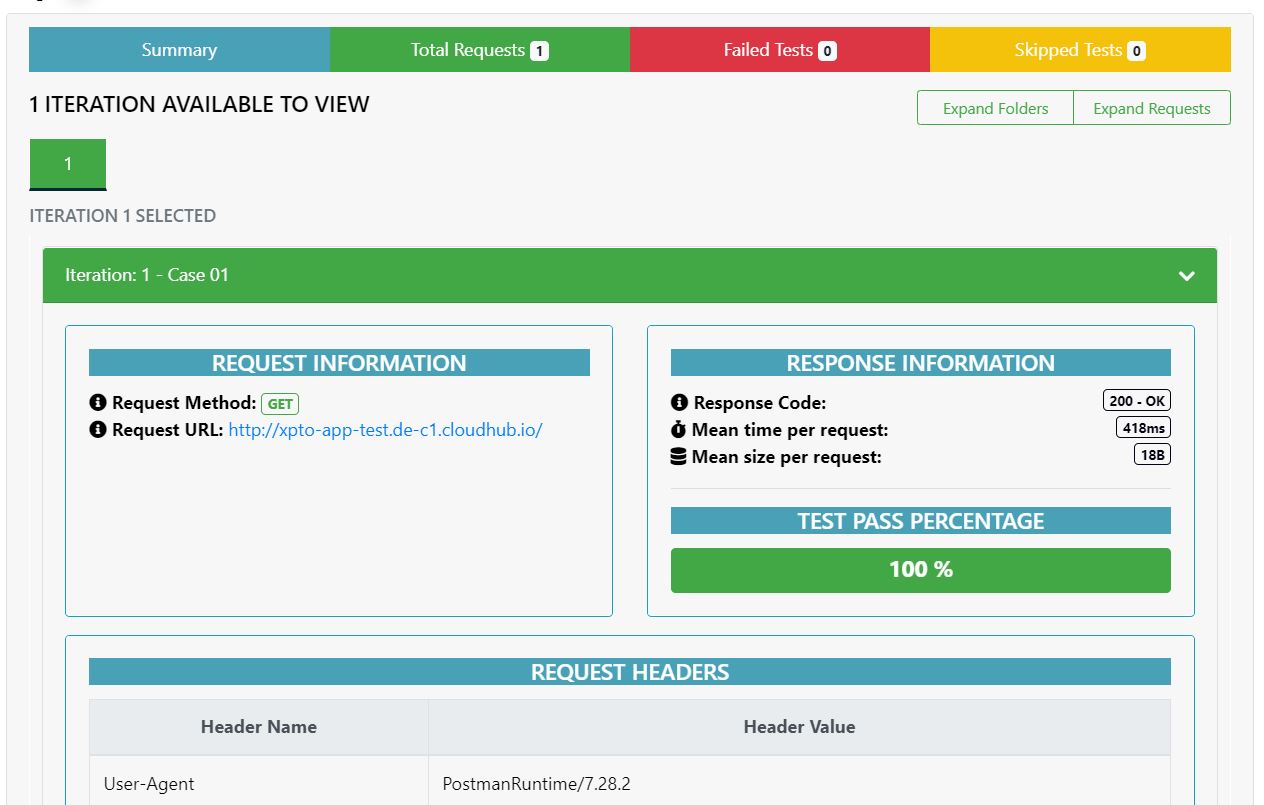 Summary
Total Requests 1
Failed Tests 0
Skipped Tests 0
1 ITERATION AVAILABLE TO VIEW
Expand Folders
Expand Requests
1
ITERATION 1 SELECTED
Iteration: 1 - Case 01
REQUEST INFORMATION
Request Method: GET
Request URL: http://xpto-app-test.de-c1.cloudhub.io/
RESPONSE INFORMATION
Response Code: 200 - OK
Mean time per request: 418ms
Mean size per request: 18B
TEST PASS PERCENTAGE
100 %
REQUEST HEADERS
Header Name Header Value
User-Agent PostmanRuntime/7.28.2